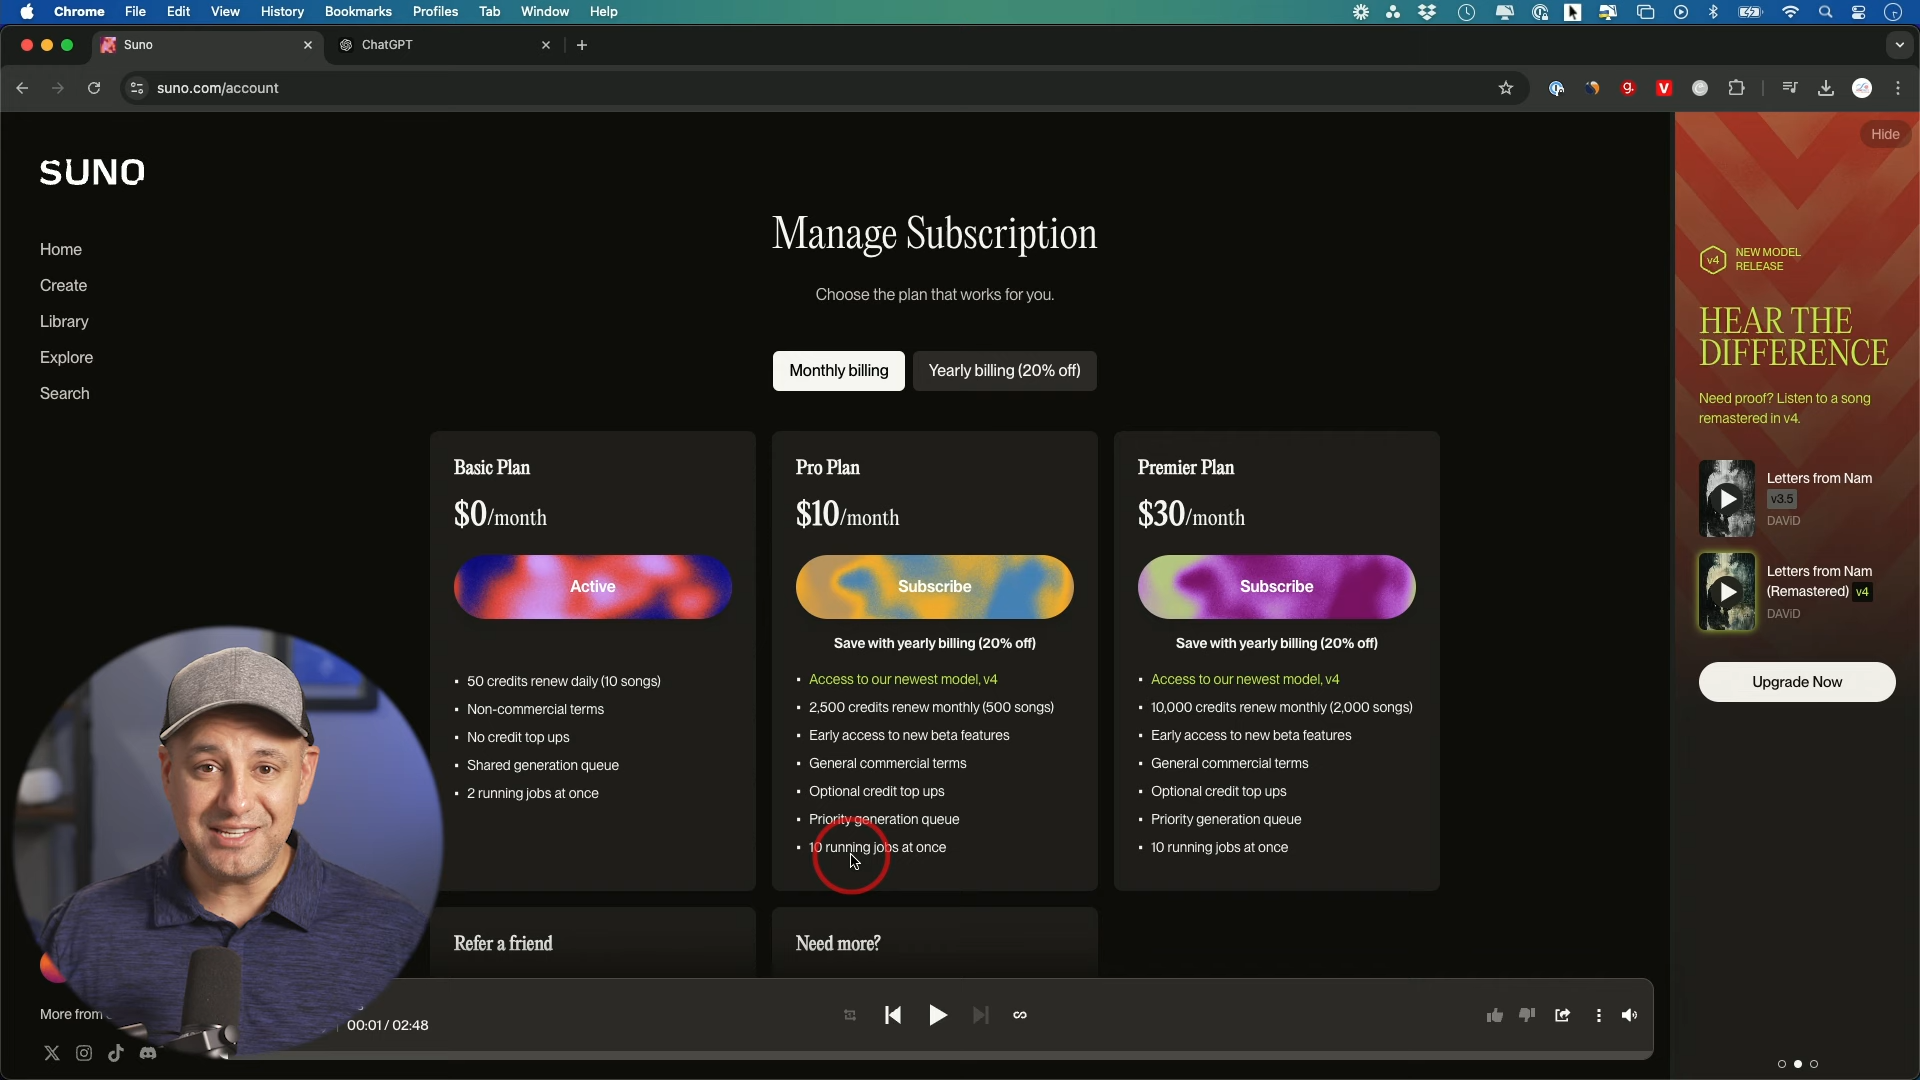 Chrome File Edit View History Bookmarks Profiles Tab Window Help
Suno
ChatGPT
suno.com/account
SUNO
Home
Create
Library
Explore
Search
Manage Subscription
Choose the plan that works for you.
Monthly billing
Yearly billing (20% off)
Basic Plan
$0/month
Active
50 credits renew daily (10 songs)
Non-commercial terms
No credit top ups
Shared generation queue
2 running jobs at once
Pro Plan
$10/month
Subscribe
Save with yearly billing (20% off)
Access to our newest model, v4
2,500 credits renew monthly (500 songs)
Early access to new beta features
General commercial terms
Optional credit top ups
Priority generation queue
10 running jobs at once
Premier Plan
$30/month
Subscribe
Save with yearly billing (20% off)
Access to our newest model, v4
10,000 credits renew monthly (2,000 songs)
Early access to new beta features
General commercial terms
Optional credit top ups
Priority generation queue
10 running jobs at once
Refer a friend
Need more?
More from
00:01 / 02:48
Hide
v4
NEW MODEL
RELEASE
HEAR THE
DIFFERENCE
Need proof? Listen to a song
remastered in v4.
Letters from Nam
v3.5
DAViD
Letters from Nam
(Remastered) v4
DAViD
Upgrade Now